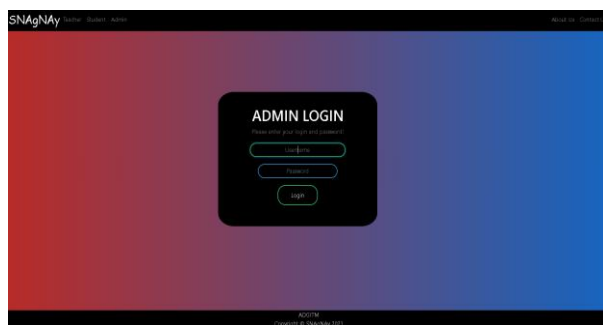 SNAgNAy Teacher Student Admin About Us Contact
ADMIN LOGIN
Please enter your login and password!
Username
Password
Login
ADGITM
Copyright © SNAgNAy 2021